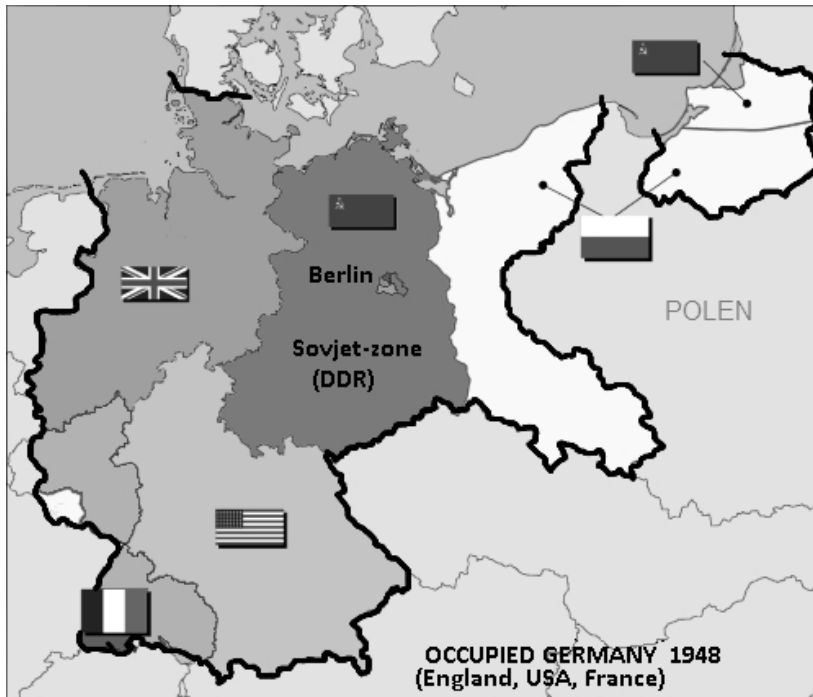 Berlin
Sovjet-zone
(DDR)
POLEN
OCCUPIED GERMANY 1948
(England, USA, France)